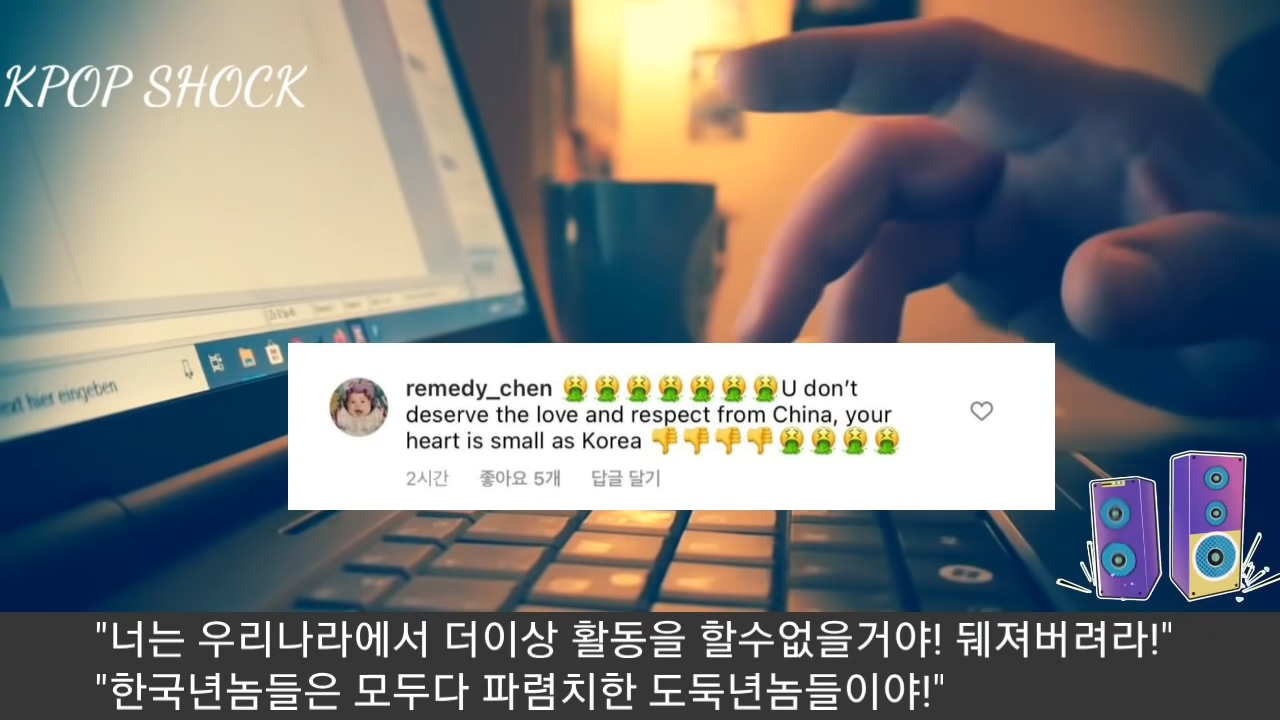 KPOP SHOCK
ext hier eingeben
remedy_chen 🤮🤮🤮🤮🤮🤮🤮U don't
deserve the love and respect from China, your
heart is small as Korea 👎👎👎👎🤮🤮🤮🤮
2시간 좋아요 5개 답글 달기
"너는 우리나라에서 더이상 활동을 할수없을거야! 뒈져버려라!"
"한국년놈들은 모두다 파렴치한 도둑년놈들이야!"